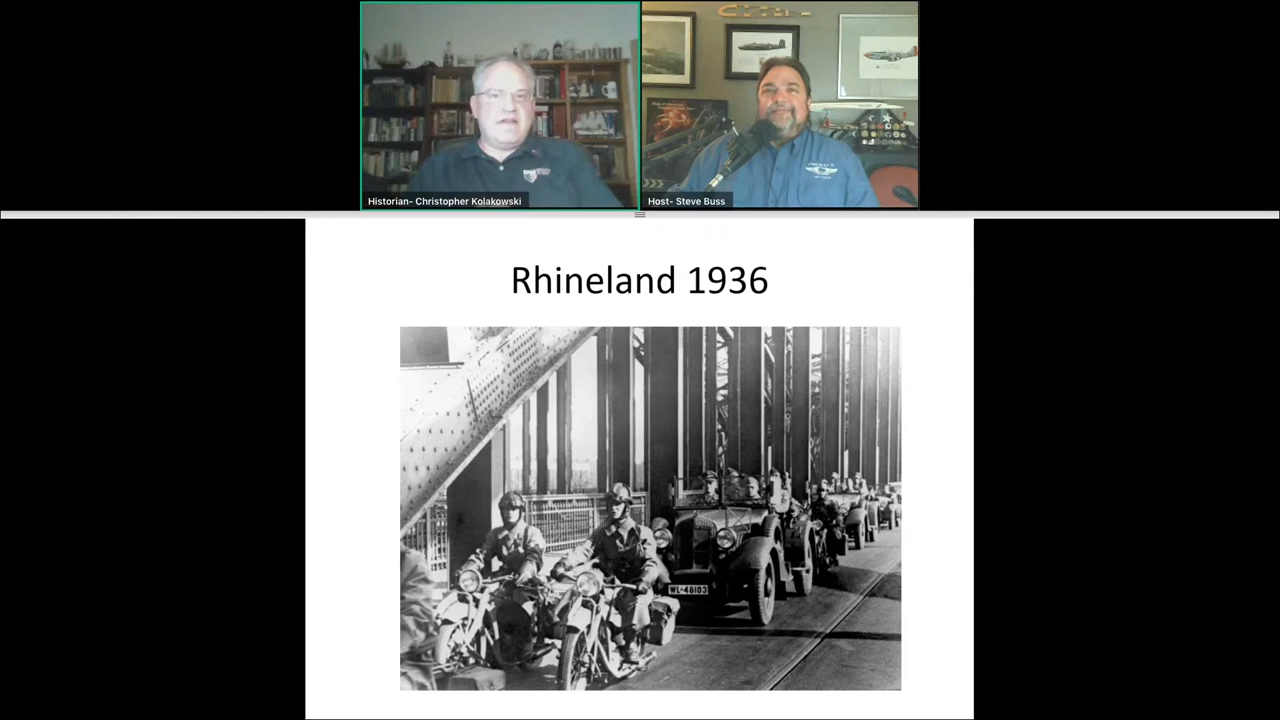 Historian- Christopher Kolakowski
Host- Steve Buss
Rhineland 1936
WL-48103